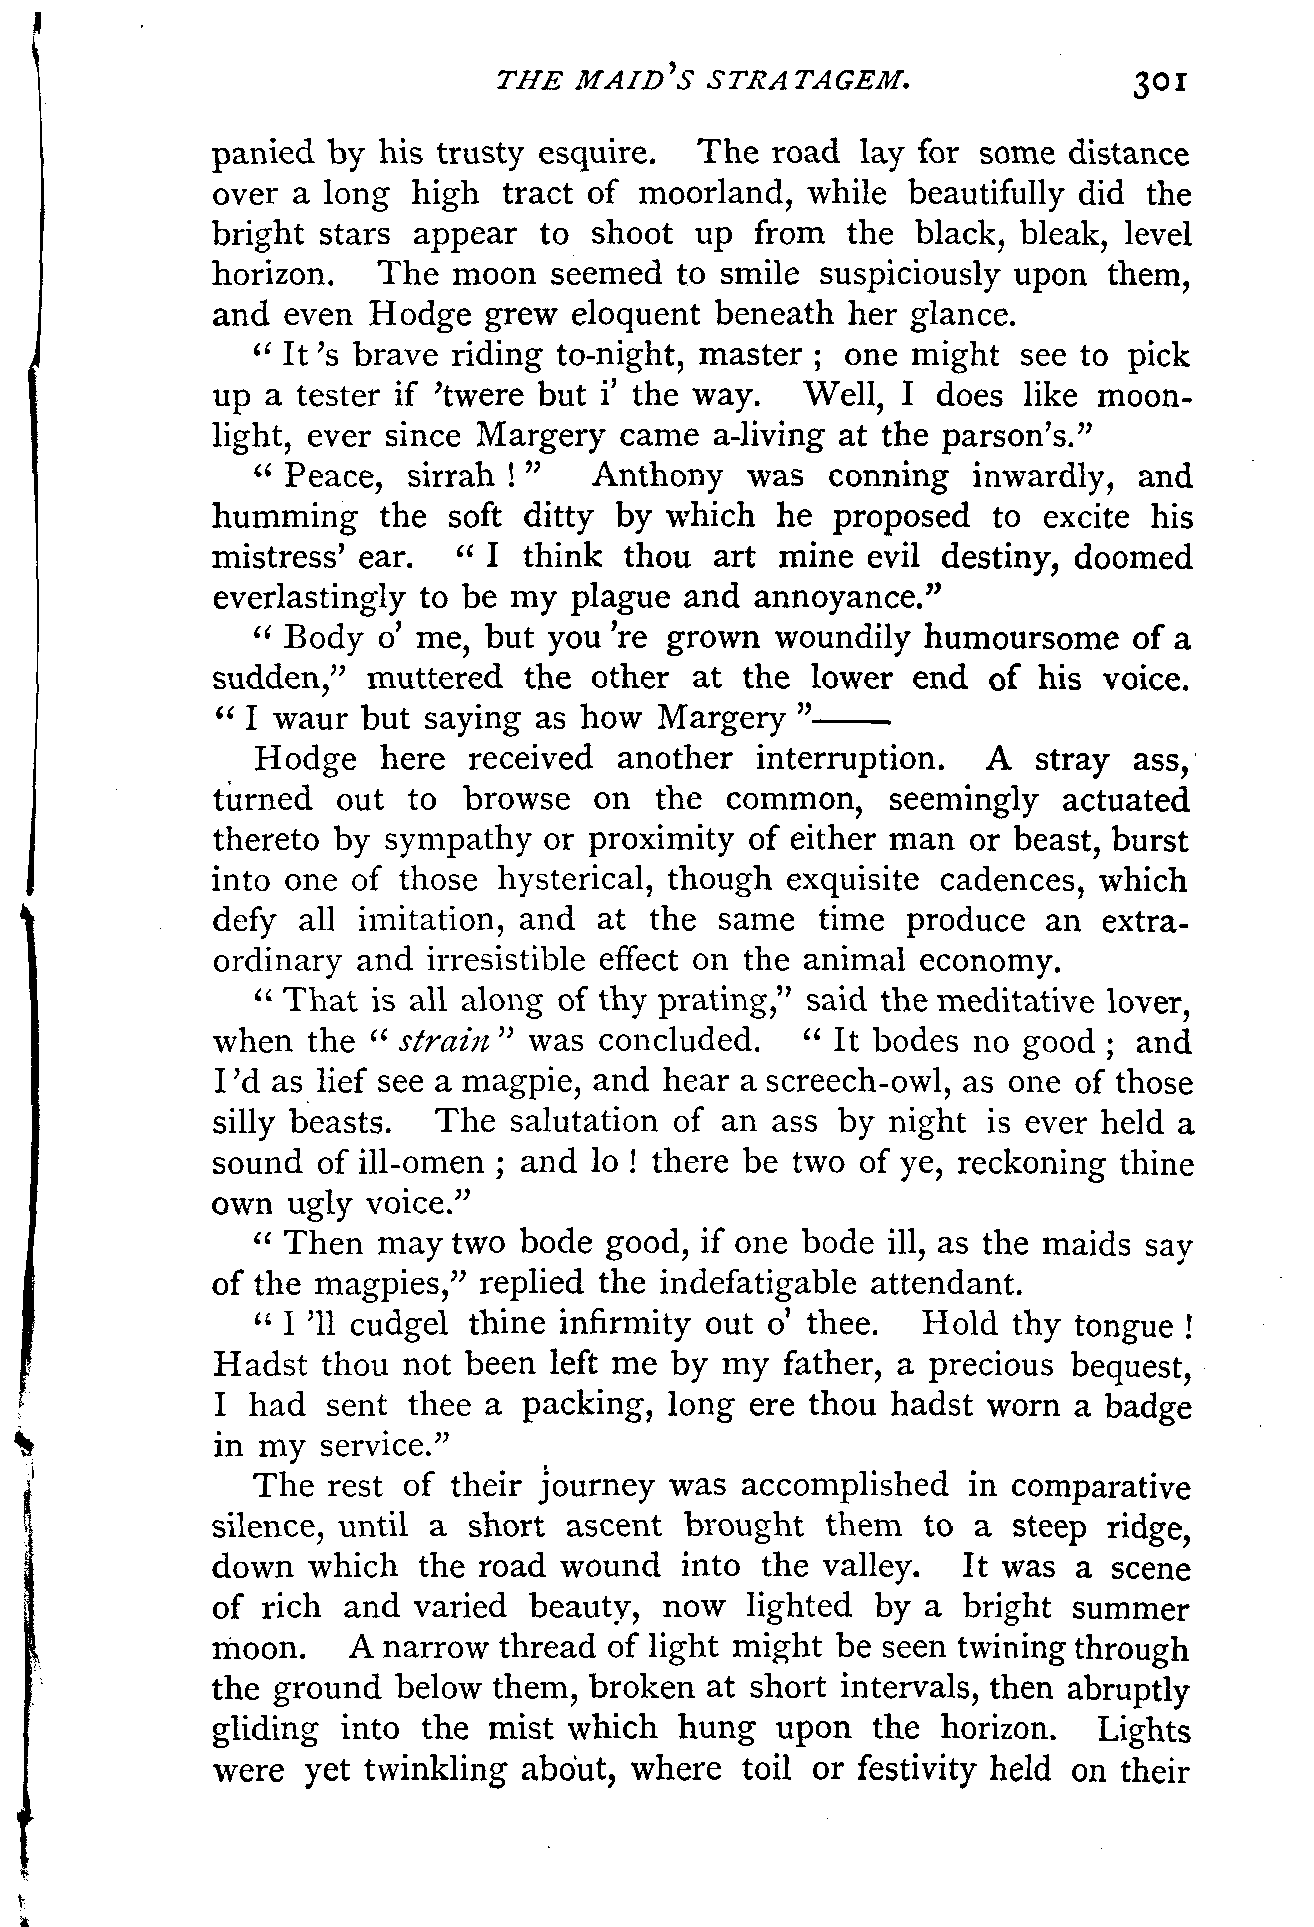 THE MAID'S STRATAGEM. 301
panied by his trusty esquire. The road lay for some distance
over a long high tract of moorland, while beautifully did the
bright stars appear to shoot up from the black, bleak, level
horizon. The moon seemed to smile suspiciously upon them,
and even Hodge grew eloquent beneath her glance.
“ It ’s brave riding to-night, master ; one might see to pick
up a tester if ’twere but i’ the way. Well, I does like moon-
light, ever since Margery came a-living at the parson’s.”
“ Peace, sirrah ! ” Anthony was conning inwardly, and
humming the soft ditty by which he proposed to excite his
mistress’ ear. “ I think thou art mine evil destiny, doomed
everlastingly to be my plague and annoyance.”
“ Body o’ me, but you ’re grown woundily humoursome of a
sudden,” muttered the other at the lower end of his voice.
“ I waur but saying as how Margery ”——
Hodge here received another interruption. A stray ass,
turned out to browse on the common, seemingly actuated
thereto by sympathy or proximity of either man or beast, burst
into one of those hysterical, though exquisite cadences, which
defy all imitation, and at the same time produce an extra-
ordinary and irresistible effect on the animal economy.
“ That is all along of thy prating,” said the meditative lover,
when the “ strain ” was concluded. “ It bodes no good ; and
I ’d as lief see a magpie, and hear a screech-owl, as one of those
silly beasts. The salutation of an ass by night is ever held a
sound of ill-omen ; and lo ! there be two of ye, reckoning thine
own ugly voice.”
“ Then may two bode good, if one bode ill, as the maids say
of the magpies,” replied the indefatigable attendant.
“ I ’ll cudgel thine infirmity out o’ thee. Hold thy tongue !
Hadst thou not been left me by my father, a precious bequest,
I had sent thee a packing, long ere thou hadst worn a badge
in my service.”
The rest of their journey was accomplished in comparative
silence, until a short ascent brought them to a steep ridge,
down which the road wound into the valley. It was a scene
of rich and varied beauty, now lighted by a bright summer
moon. A narrow thread of light might be seen twining through
the ground below them, broken at short intervals, then abruptly
gliding into the mist which hung upon the horizon. Lights
were yet twinkling about, where toil or festivity held on their